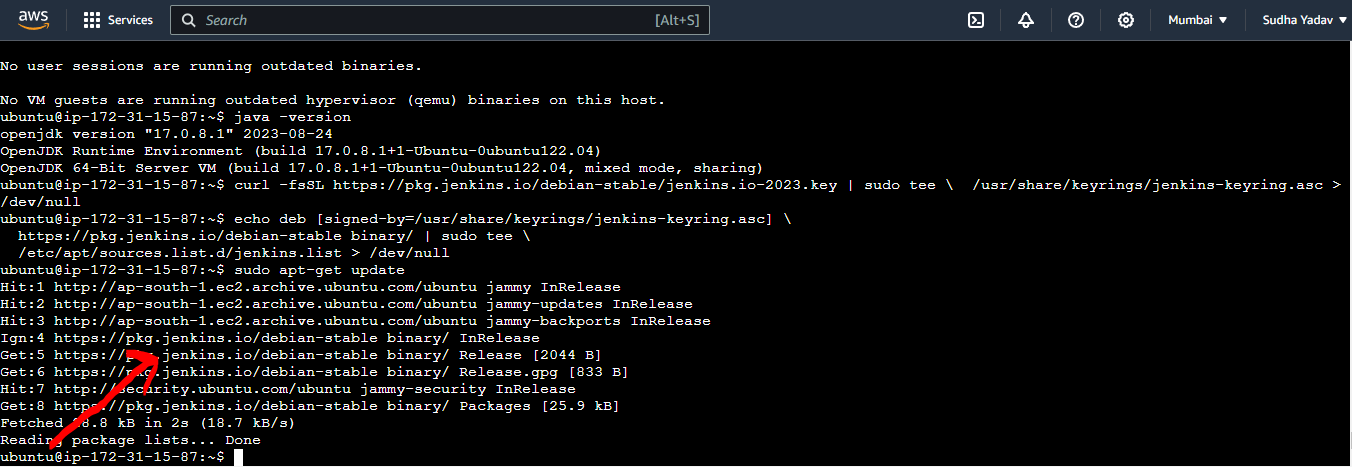 aws Services Search [Alt+S] Mumbai Sudha Yadav
No user sessions are running outdated binaries.
No VM guests are running outdated hypervisor (qemu) binaries on this host.
ubuntu@ip-172-31-15-87:~$ java -version
openjdk version "17.0.8.1" 2023-08-24
OpenJDK Runtime Environment (build 17.0.8.1+1-Ubuntu-0ubuntu122.04)
OpenJDK 64-Bit Server VM (build 17.0.8.1+1-Ubuntu-0ubuntu122.04, mixed mode, sharing)
ubuntu@ip-172-31-15-87:~$ curl -fsSL https://pkg.jenkins.io/debian-stable/jenkins.io-2023.key | sudo tee \  /usr/share/keyrings/jenkins-keyring.asc >
/dev/null
ubuntu@ip-172-31-15-87:~$ echo deb [signed-by=/usr/share/keyrings/jenkins-keyring.asc] \
  https://pkg.jenkins.io/debian-stable binary/ | sudo tee \
  /etc/apt/sources.list.d/jenkins.list > /dev/null
ubuntu@ip-172-31-15-87:~$ sudo apt-get update
Hit:1 http://ap-south-1.ec2.archive.ubuntu.com/ubuntu jammy InRelease
Hit:2 http://ap-south-1.ec2.archive.ubuntu.com/ubuntu jammy-updates InRelease
Hit:3 http://ap-south-1.ec2.archive.ubuntu.com/ubuntu jammy-backports InRelease
Ign:4 https://pkg.jenkins.io/debian-stable binary/ InRelease
Get:5 https://pkg.jenkins.io/debian-stable binary/ Release [2044 B]
Get:6 https://pkg.jenkins.io/debian-stable binary/ Release.gpg [833 B]
Hit:7 http://security.ubuntu.com/ubuntu jammy-security InRelease
Get:8 https://pkg.jenkins.io/debian-stable binary/ Packages [25.9 kB]
Fetched 28.8 kB in 2s (18.7 kB/s)
Reading package lists... Done
ubuntu@ip-172-31-15-87:~$